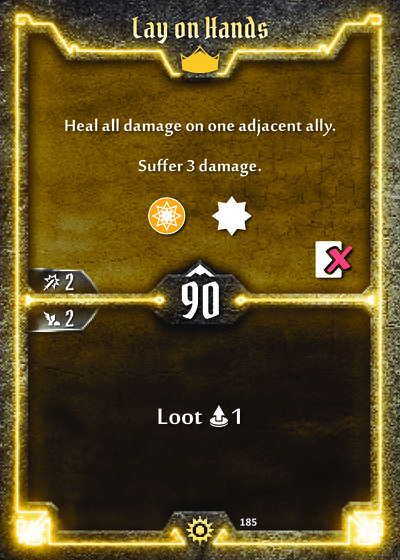 Lay on Hands
Heal all damage on one adjacent ally.
Suffer 3 damage.
2
90
2
Loot 1
185